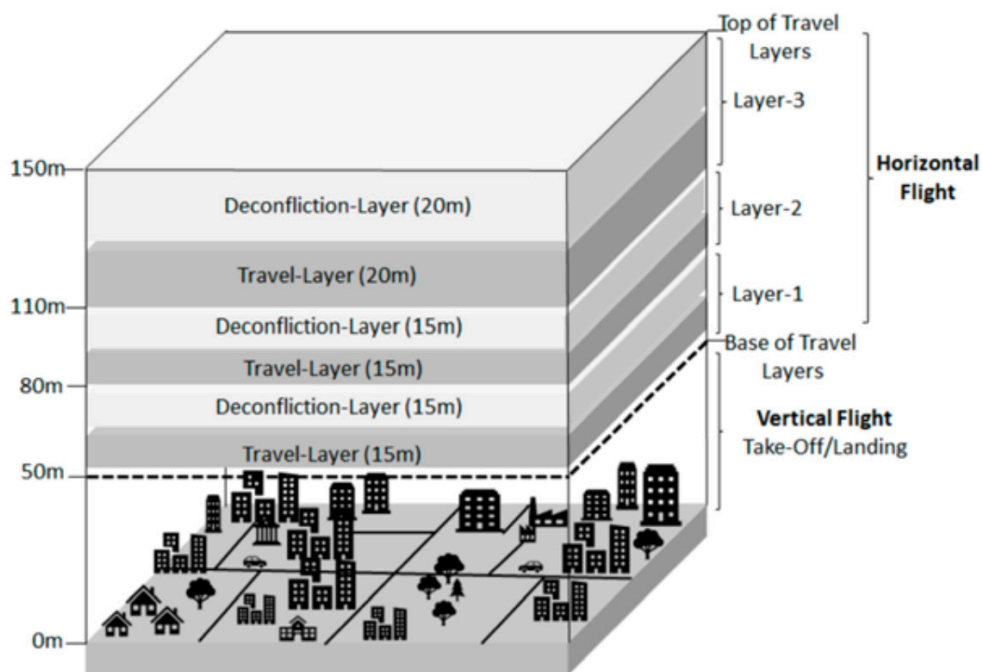 Top of Travel
Layers
Layer-3
150m
Horizontal
Flight
Deconfliction-Layer (20m)
Layer-2
Travel-Layer (20m)
Layer-1
110m
Deconfliction-Layer (15m)
Base of Travel
Layers
Travel-Layer (15m)
80m
Deconfliction-Layer (15m)
Vertical Flight
Take-Off/Landing
Travel-Layer (15m)
50m
0m